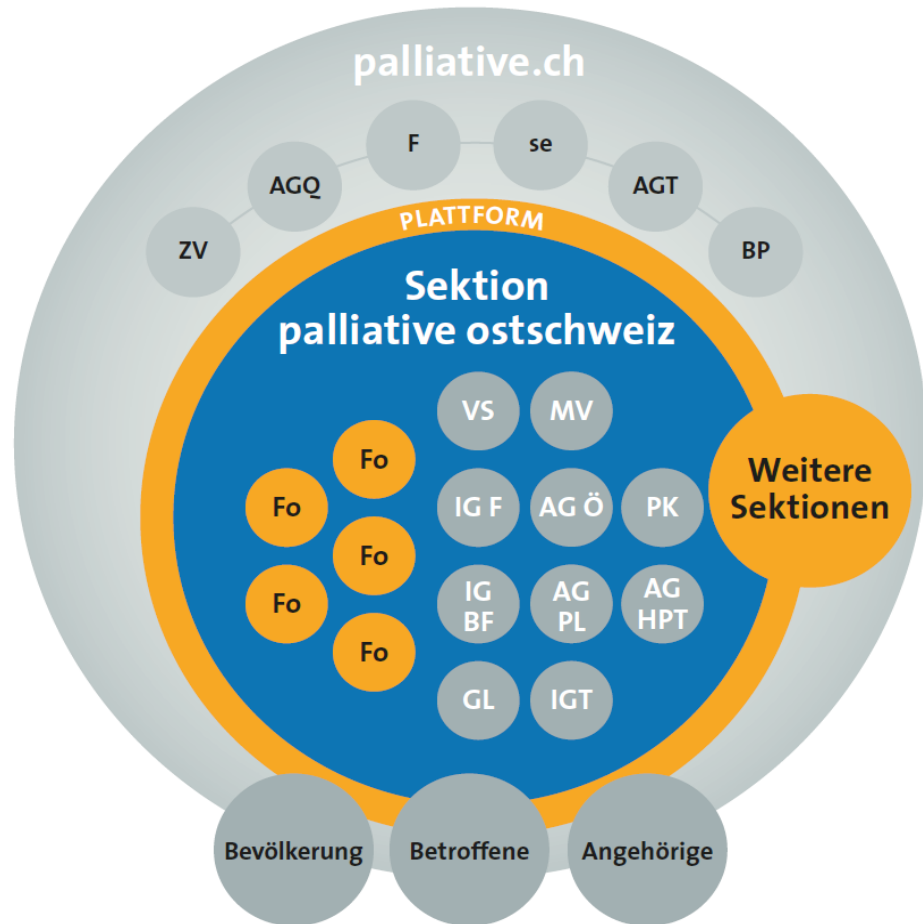 palliative.ch
F
se
AGQ
AGT
ZV
BP
PLATTFORM
Sektion
palliative ostschweiz
VS
MV
Fo
Fo
IG F
AG Ö
PK
Weitere
Sektionen
Fo
Fo
IG
BF
AG
PL
AG
HPT
Fo
GL
IGT
Bevölkerung
Betroffene
Angehörige